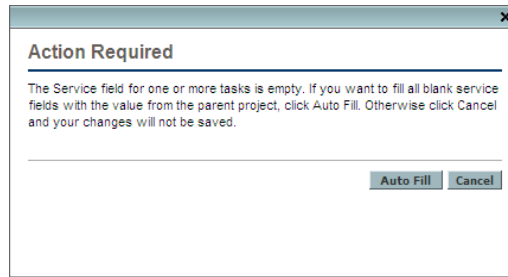 Action Required
The Service field for one or more tasks is empty. If you want to fill all blank service
fields with the value from the parent project, click Auto Fill. Otherwise click Cancel
and your changes will not be saved.
Auto Fill Cancel